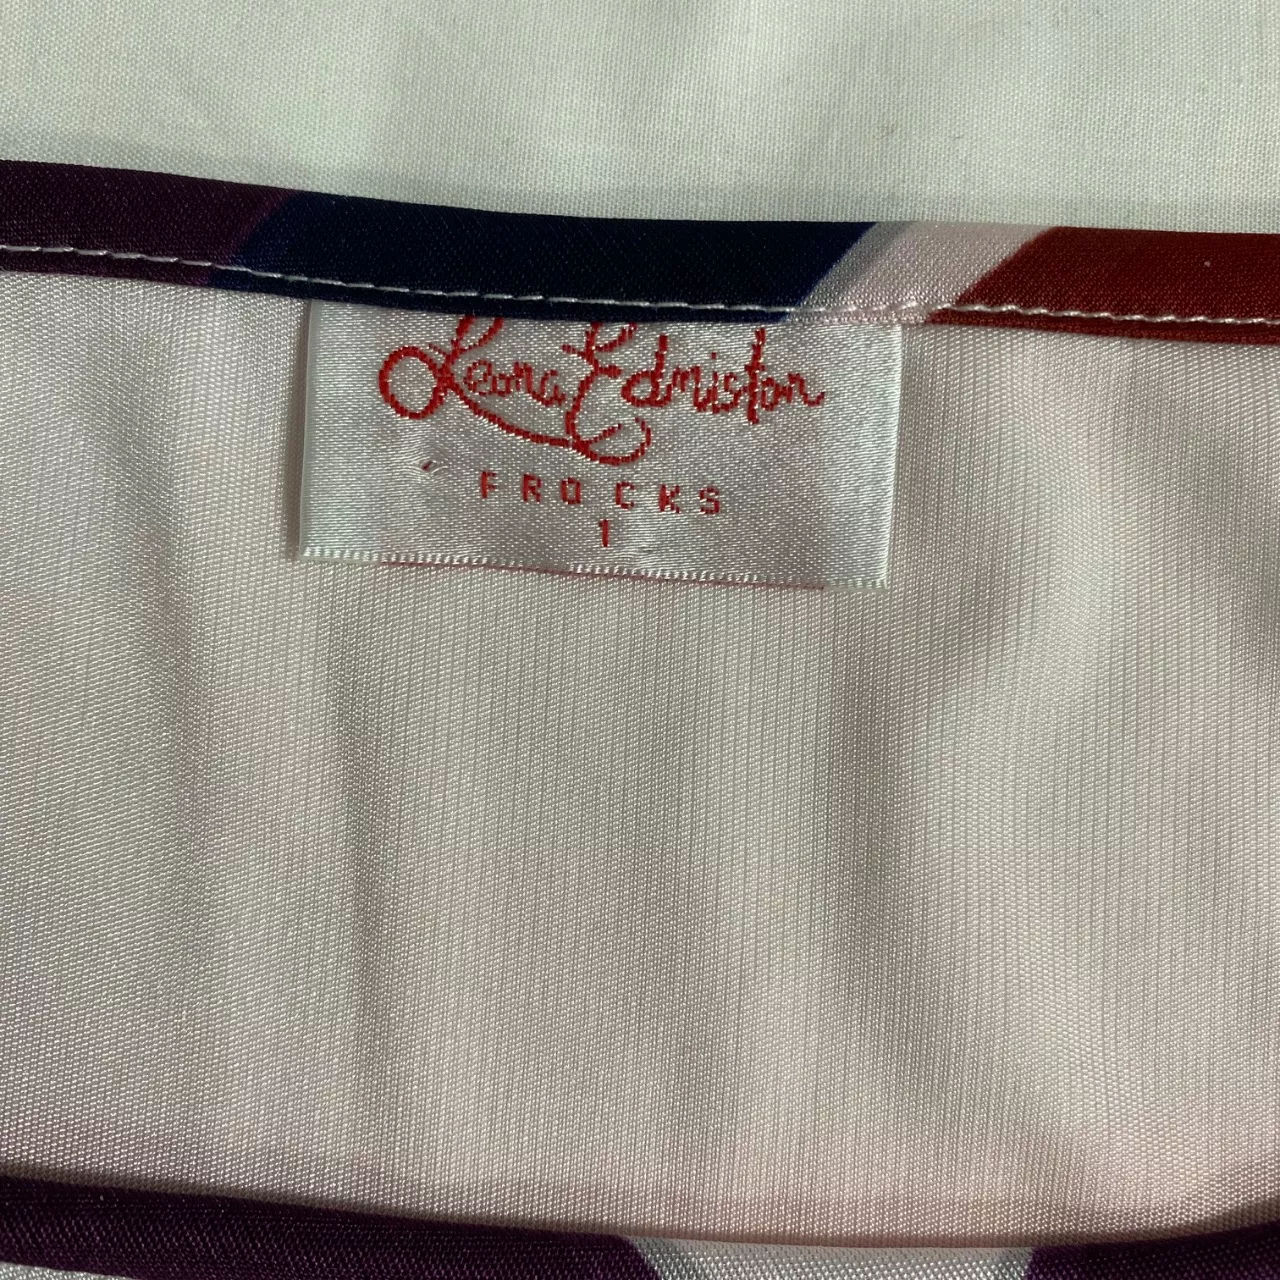 Leona Edmiston
FROCKS
1